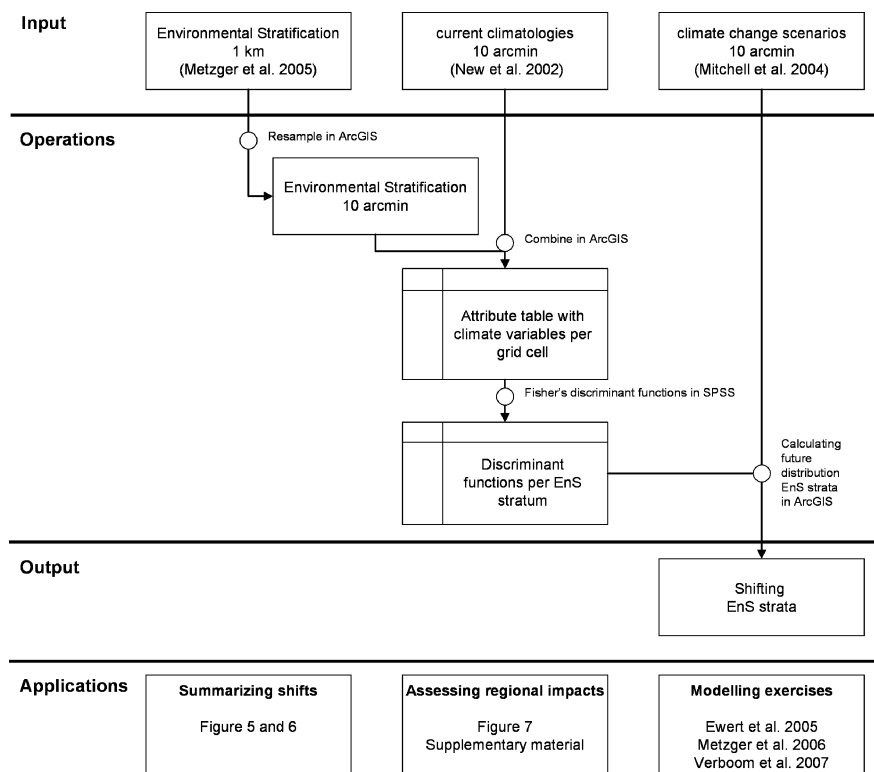 Input
Environmental Stratification
1 km
(Metzger et al. 2005)
current climatologies
10 arcmin
(New et al. 2002)
climate change scenarios
10 arcmin
(Mitchell et al. 2004)
Operations
Resample in ArcGIS
Environmental Stratification
10 arcmin
Combine in ArcGIS
Attribute table with
climate variables per
grid cell
Fisher's discriminant functions in SPSS
Discriminant
functions per EnS
stratum
Calculating
future
distribution
EnS strata
in ArcGIS
Output
Shifting
EnS strata
Applications
Summarizing shifts
Figure 5 and 6
Assessing regional impacts
Figure 7
Supplementary material
Modelling exercises
Ewert et al. 2005
Metzger et al. 2006
Verboom et al. 2007